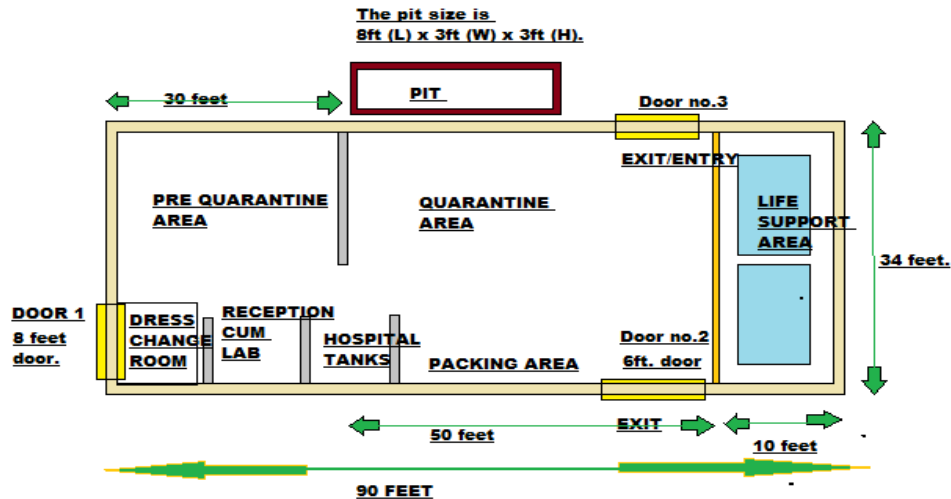 The pit size is
8ft (L) x 3ft (W) x 3ft (H).
PIT
30 feet
Door no.3
EXIT/ENTRY
PRE QUARANTINE
AREA
QUARANTINE
AREA
LIFE
SUPPORT
AREA
34 feet.
DOOR 1
8 feet
door.
DRESS
CHANGE
ROOM
RECEPTION
CUM
LAB
HOSPITAL
TANKS
PACKING AREA
Door no.2
6ft. door
EXIT
50 feet
10 feet
90 FEET